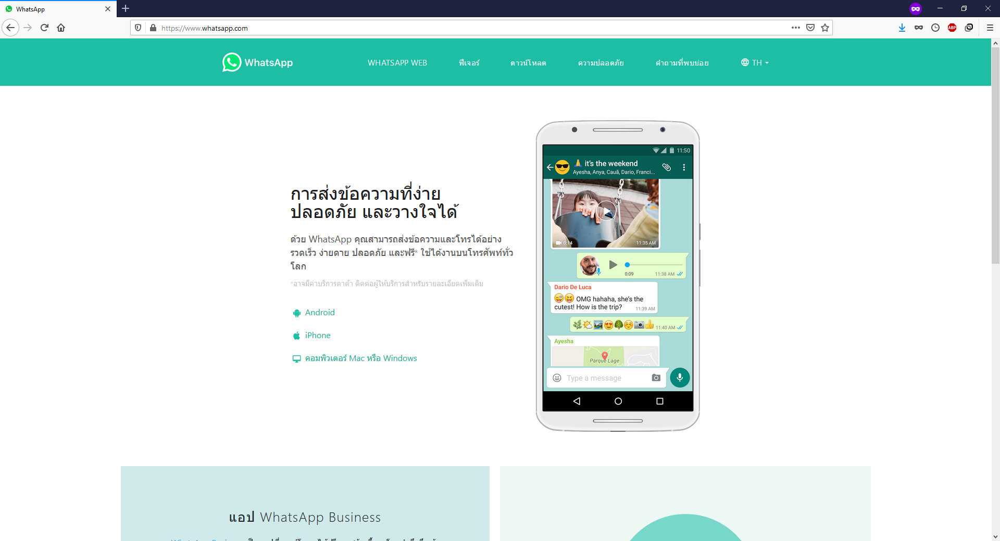 WhatsApp
https://www.whatsapp.com
ABP
WhatsApp
WHATSAPP WEB
ฟีเจอร์
ดาวน์โหลด
ความปลอดภัย
คำถามที่พบบ่อย
TH
การส่งข้อความที่ง่าย
ปลอดภัย และวางใจได้
ด้วย WhatsApp คุณสามารถส่งข้อความและโทรได้อย่าง
รวดเร็ว ง่ายดาย ปลอดภัย และฟรี* ใช้ได้งานบนโทรศัพท์ทั่ว
โลก
*อาจมีค่าบริการดาต้า ติดต่อผู้ให้บริการสำหรับรายละเอียดเพิ่มเติม
Android
iPhone
คอมพิวเตอร์ Mac หรือ Windows
11:50
🙏 it’s the weekend
Ayesha, Anya, Cauã, Dario, Franci...
0:14
11:35 AM
0:09
11:38 AM
Dario De Luca
😜😝 OMG hahaha, she’s the
cutest! How is the trip?
11:39 AM
11:40 AM
Ayesha
Parque Lage
Type a message
แอป WhatsApp Business